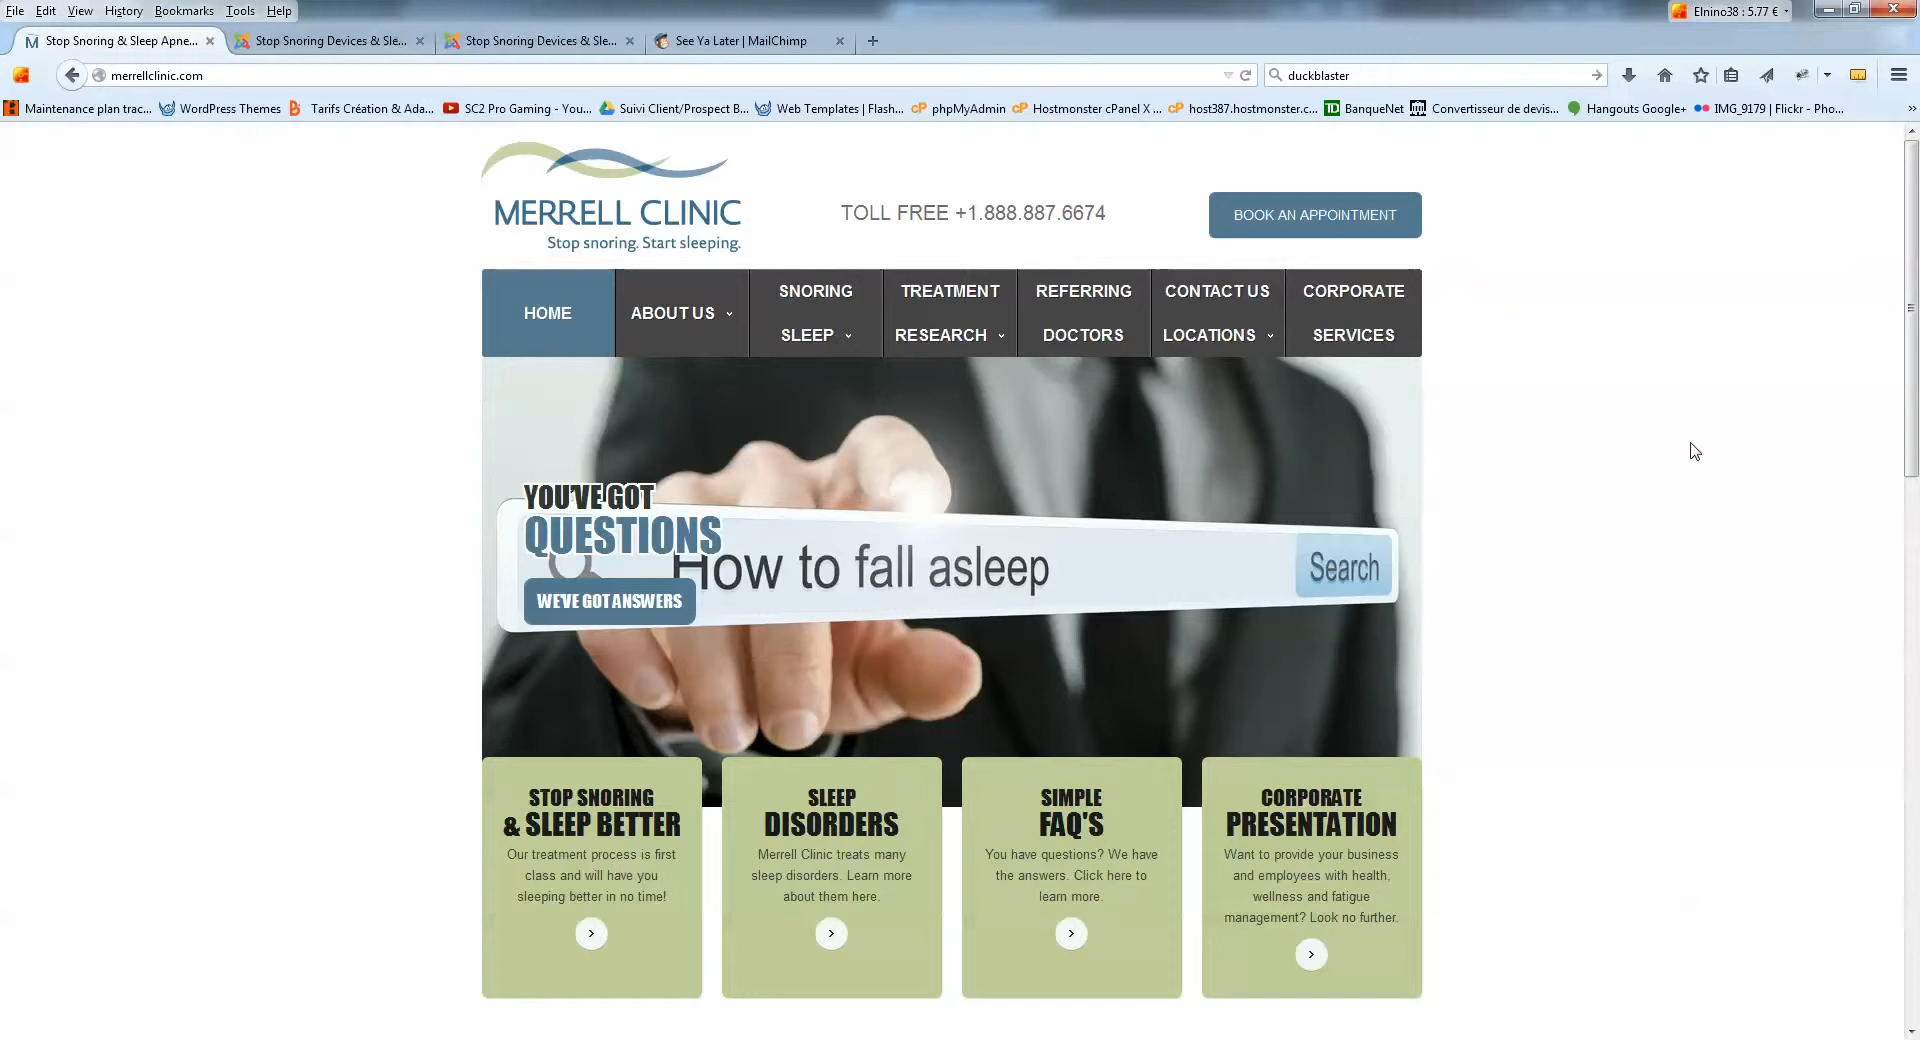 File Edit View History Bookmarks Tools Help
Elnino38 : 5.77 €
Stop Snoring & Sleep Apne...
Stop Snoring Devices & Sle...
Stop Snoring Devices & Sle...
See Ya Later | MailChimp
merrellclinic.com
duckblaster
Maintenance plan trac...
WordPress Themes
Tarifs Création & Ada...
SC2 Pro Gaming - You...
Suivi Client/Prospect B...
Web Templates | Flash...
phpMyAdmin
Hostmonster cPanel X ...
host387.hostmonster.c...
BanqueNet
Convertisseur de devis...
Hangouts Google+
IMG_9179 | Flickr - Pho...
MERRELL CLINIC
Stop snoring. Start sleeping.
TOLL FREE +1.888.887.6674
BOOK AN APPOINTMENT
HOME
ABOUT US
SNORING
SLEEP
TREATMENT
RESEARCH
REFERRING
DOCTORS
CONTACT US
LOCATIONS
CORPORATE
SERVICES
YOU'VE GOT
QUESTIONS
How to fall asleep
Search
WE'VE GOT ANSWERS
STOP SNORING
& SLEEP BETTER
Our treatment process is first
class and will have you
sleeping better in no time!
SLEEP
DISORDERS
Merrell Clinic treats many
sleep disorders. Learn more
about them here.
SIMPLE
FAQ'S
You have questions? We have
the answers. Click here to
learn more.
CORPORATE
PRESENTATION
Want to provide your business
and employees with health,
wellness and fatigue
management? Look no further.